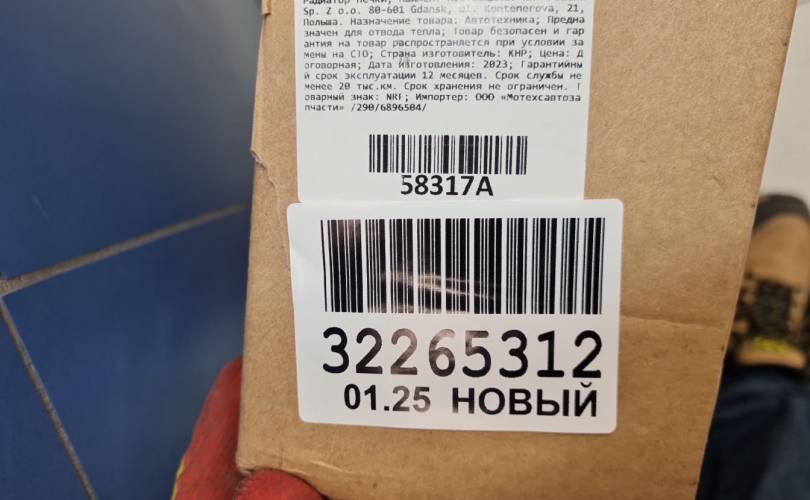 Радиатор печки,
Sp. Z o.o. 80-601 Gdansk, ul. Kontenerova, 21,
Польша. Назначение товара: Автотехника; Предна
значен для отвода тепла; Товар безопасен и гар
антия на товар распространяется при условии за
мены на СТО; Страна изготовитель: КНР; Цена: Д
оговорная; Дата изготовления: 2023; Гарантийны
й срок эксплуатации 12 месяцев. Срок службы не
менее 20 тыс.км. Срок хранения не ограничен. Т
оварный знак: NRF; Импортер: ООО «Мотехсавтоза
пчасти» /290/6896504/
58317A
32265312
01.25 НОВЫЙ